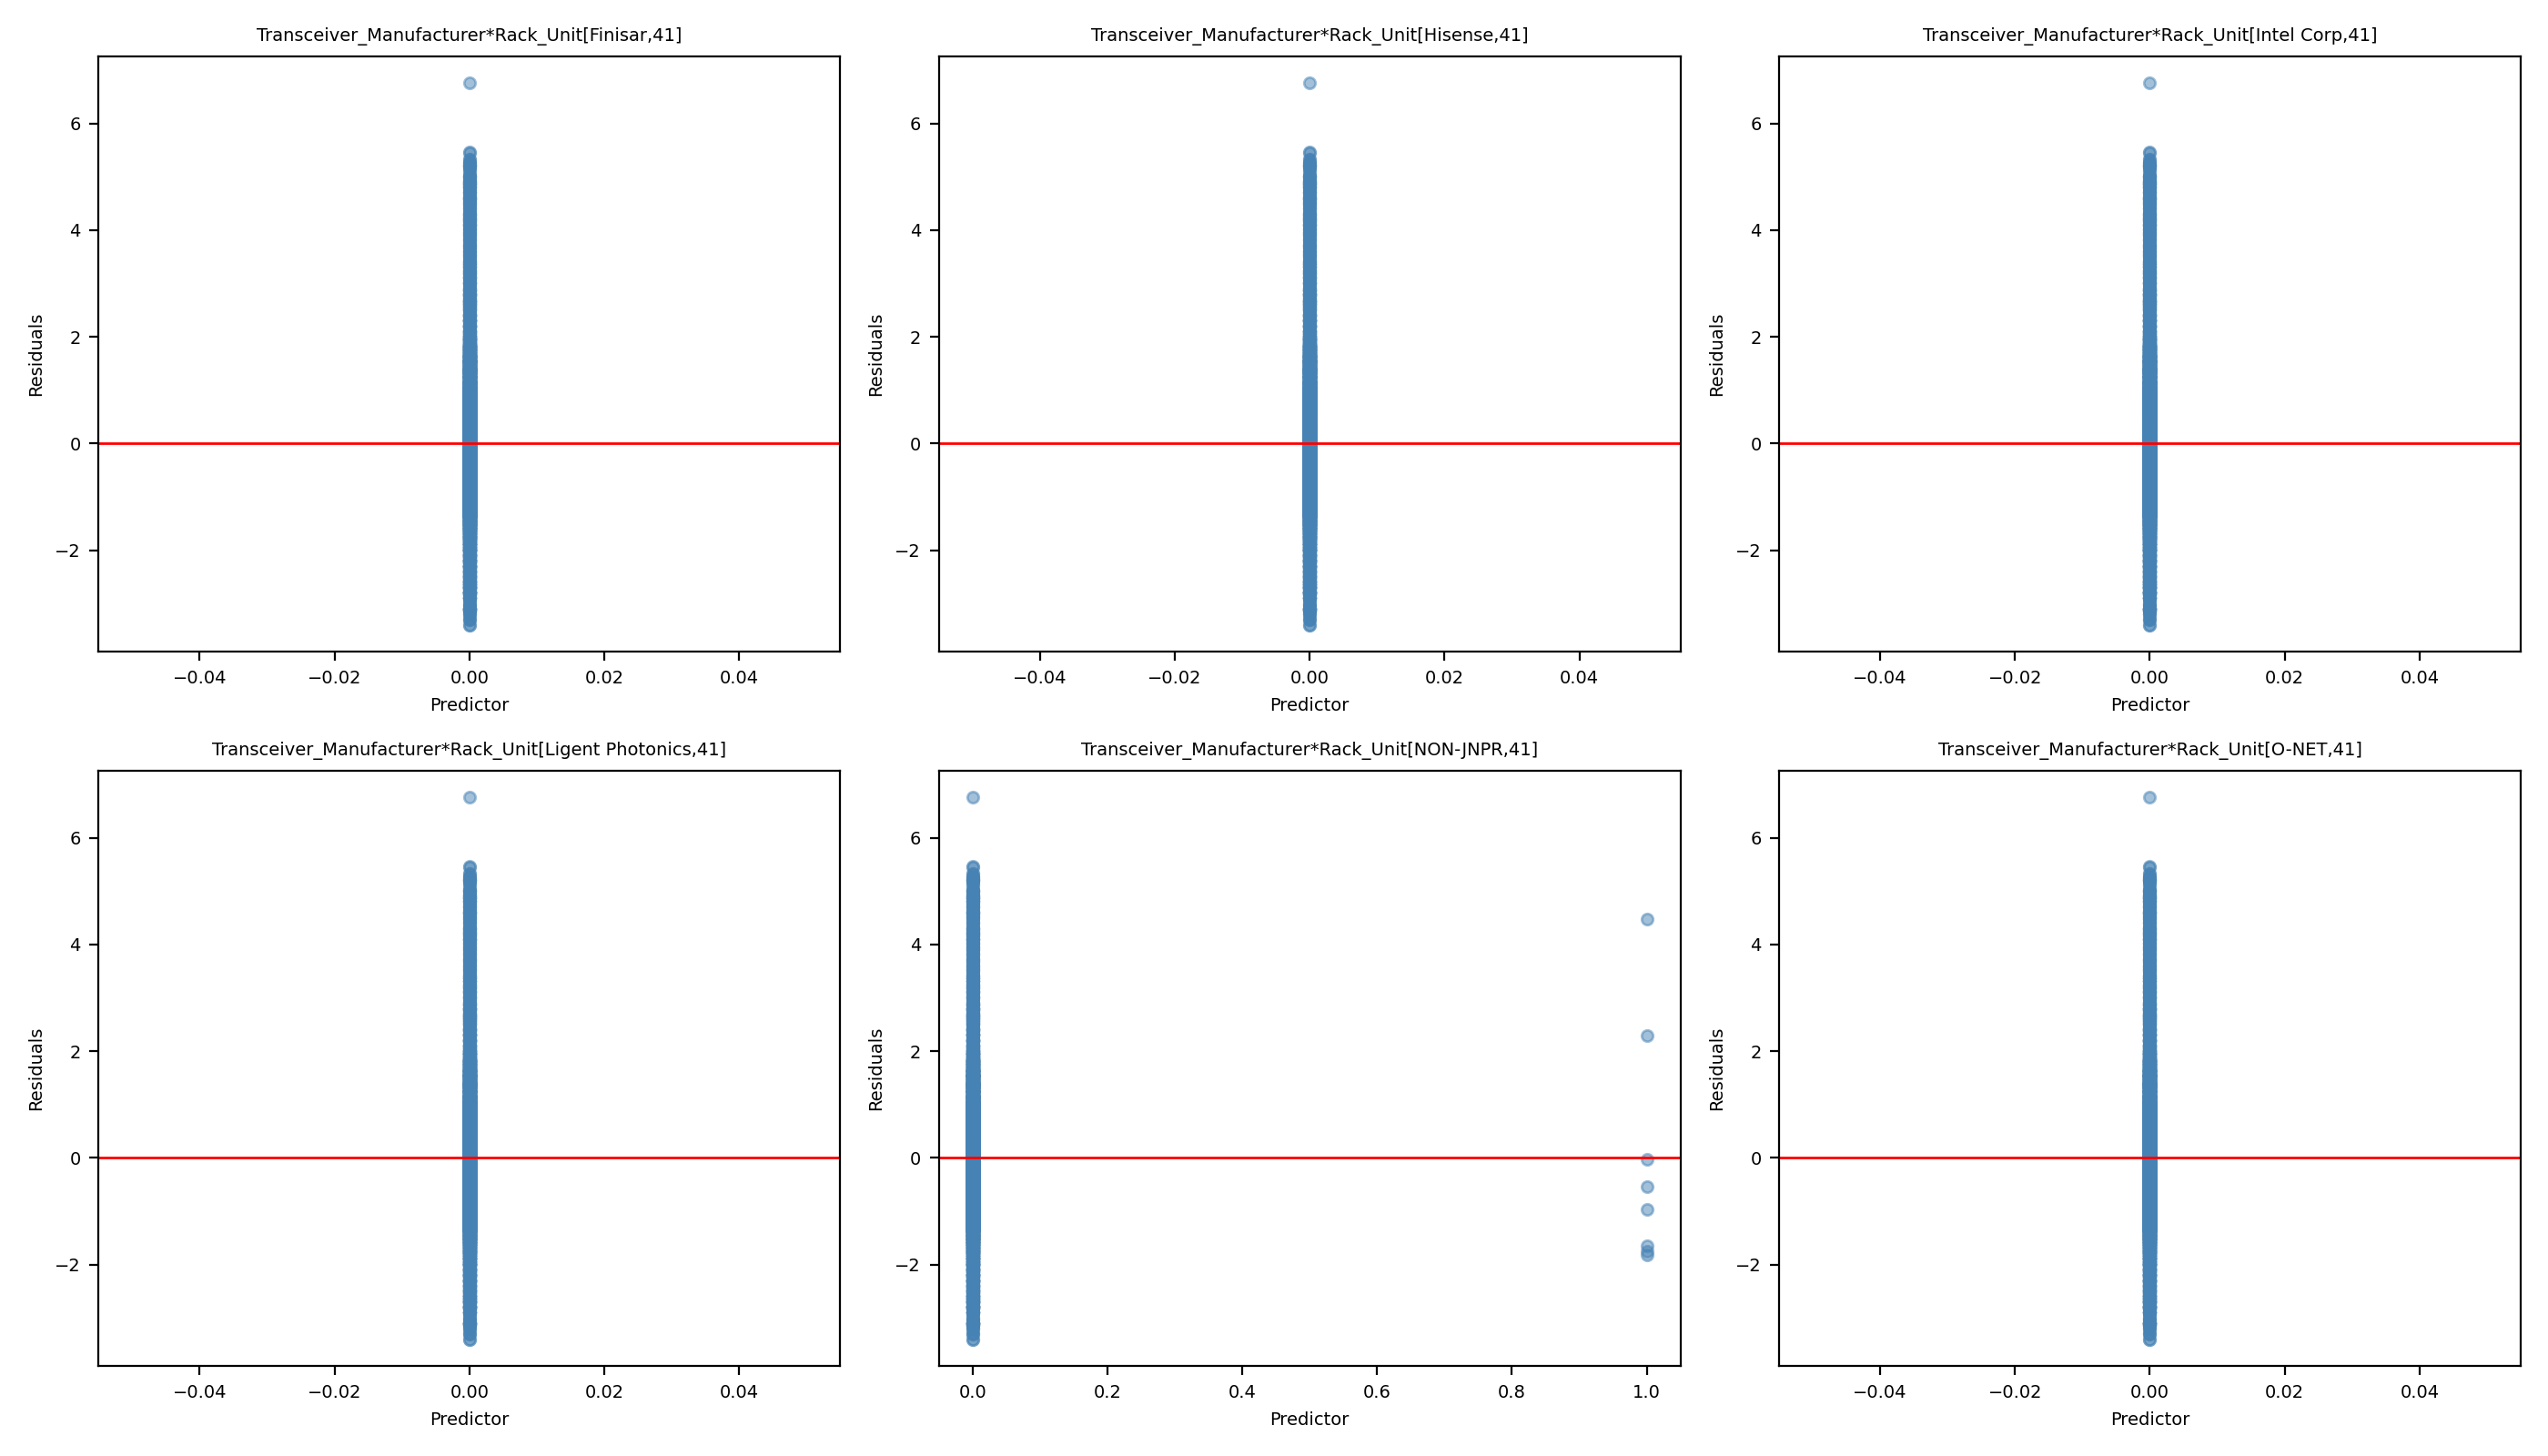 Transceiver_Manufacturer*Rack_Unit[Finisar,41]
6
4
2
0
−2
Residuals
−0.04 −0.02 0.00 0.02 0.04
Predictor
Transceiver_Manufacturer*Rack_Unit[Hisense,41]
6
4
2
0
−2
Residuals
−0.04 −0.02 0.00 0.02 0.04
Predictor
Transceiver_Manufacturer*Rack_Unit[Intel Corp,41]
6
4
2
0
−2
Residuals
−0.04 −0.02 0.00 0.02 0.04
Predictor
Transceiver_Manufacturer*Rack_Unit[Ligent Photonics,41]
6
4
2
0
−2
Residuals
−0.04 −0.02 0.00 0.02 0.04
Predictor
Transceiver_Manufacturer*Rack_Unit[NON-JNPR,41]
6
4
2
0
−2
Residuals
0.0 0.2 0.4 0.6 0.8 1.0
Predictor
Transceiver_Manufacturer*Rack_Unit[O-NET,41]
6
4
2
0
−2
Residuals
−0.04 −0.02 0.00 0.02 0.04
Predictor